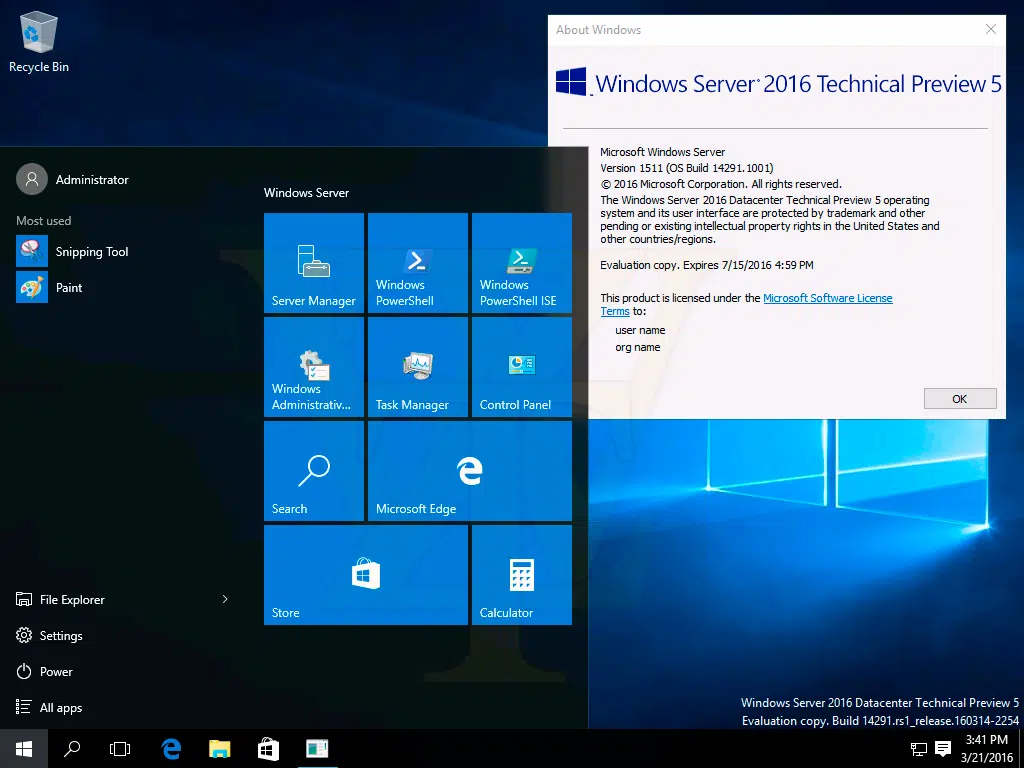 Recycle Bin
About Windows
Windows Server® 2016 Technical Preview 5
Microsoft Windows Server
Version 1511 (OS Build 14291.1001)
© 2016 Microsoft Corporation. All rights reserved.
The Windows Server 2016 Datacenter Technical Preview 5 operating
system and its user interface are protected by trademark and other
pending or existing intellectual property rights in the United States and
other countries/regions.
Evaluation copy. Expires 7/15/2016 4:59 PM
This product is licensed under the Microsoft Software License
Terms to:
user name
org name
OK
Administrator
Most used
Snipping Tool
Paint
File Explorer
Settings
Power
All apps
Windows Server
Server Manager
Windows
PowerShell
Windows
PowerShell ISE
Windows
Administrativ...
Task Manager
Control Panel
Search
Microsoft Edge
Store
Calculator
Windows Server 2016 Datacenter Technical Preview 5
Evaluation copy. Build 14291.rs1_release.160314-2254
3:41 PM
3/21/2016